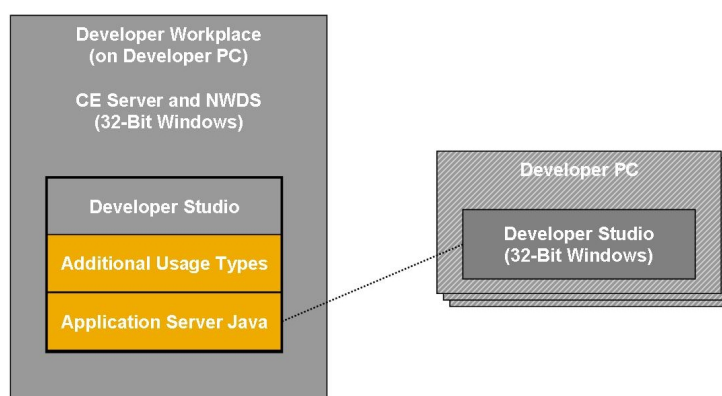 Developer Workplace
(on Developer PC)
CE Server and NWDS
(32-Bit Windows)
Developer Studio
Additional Usage Types
Application Server Java
Developer PC
Developer Studio
(32-Bit Windows)